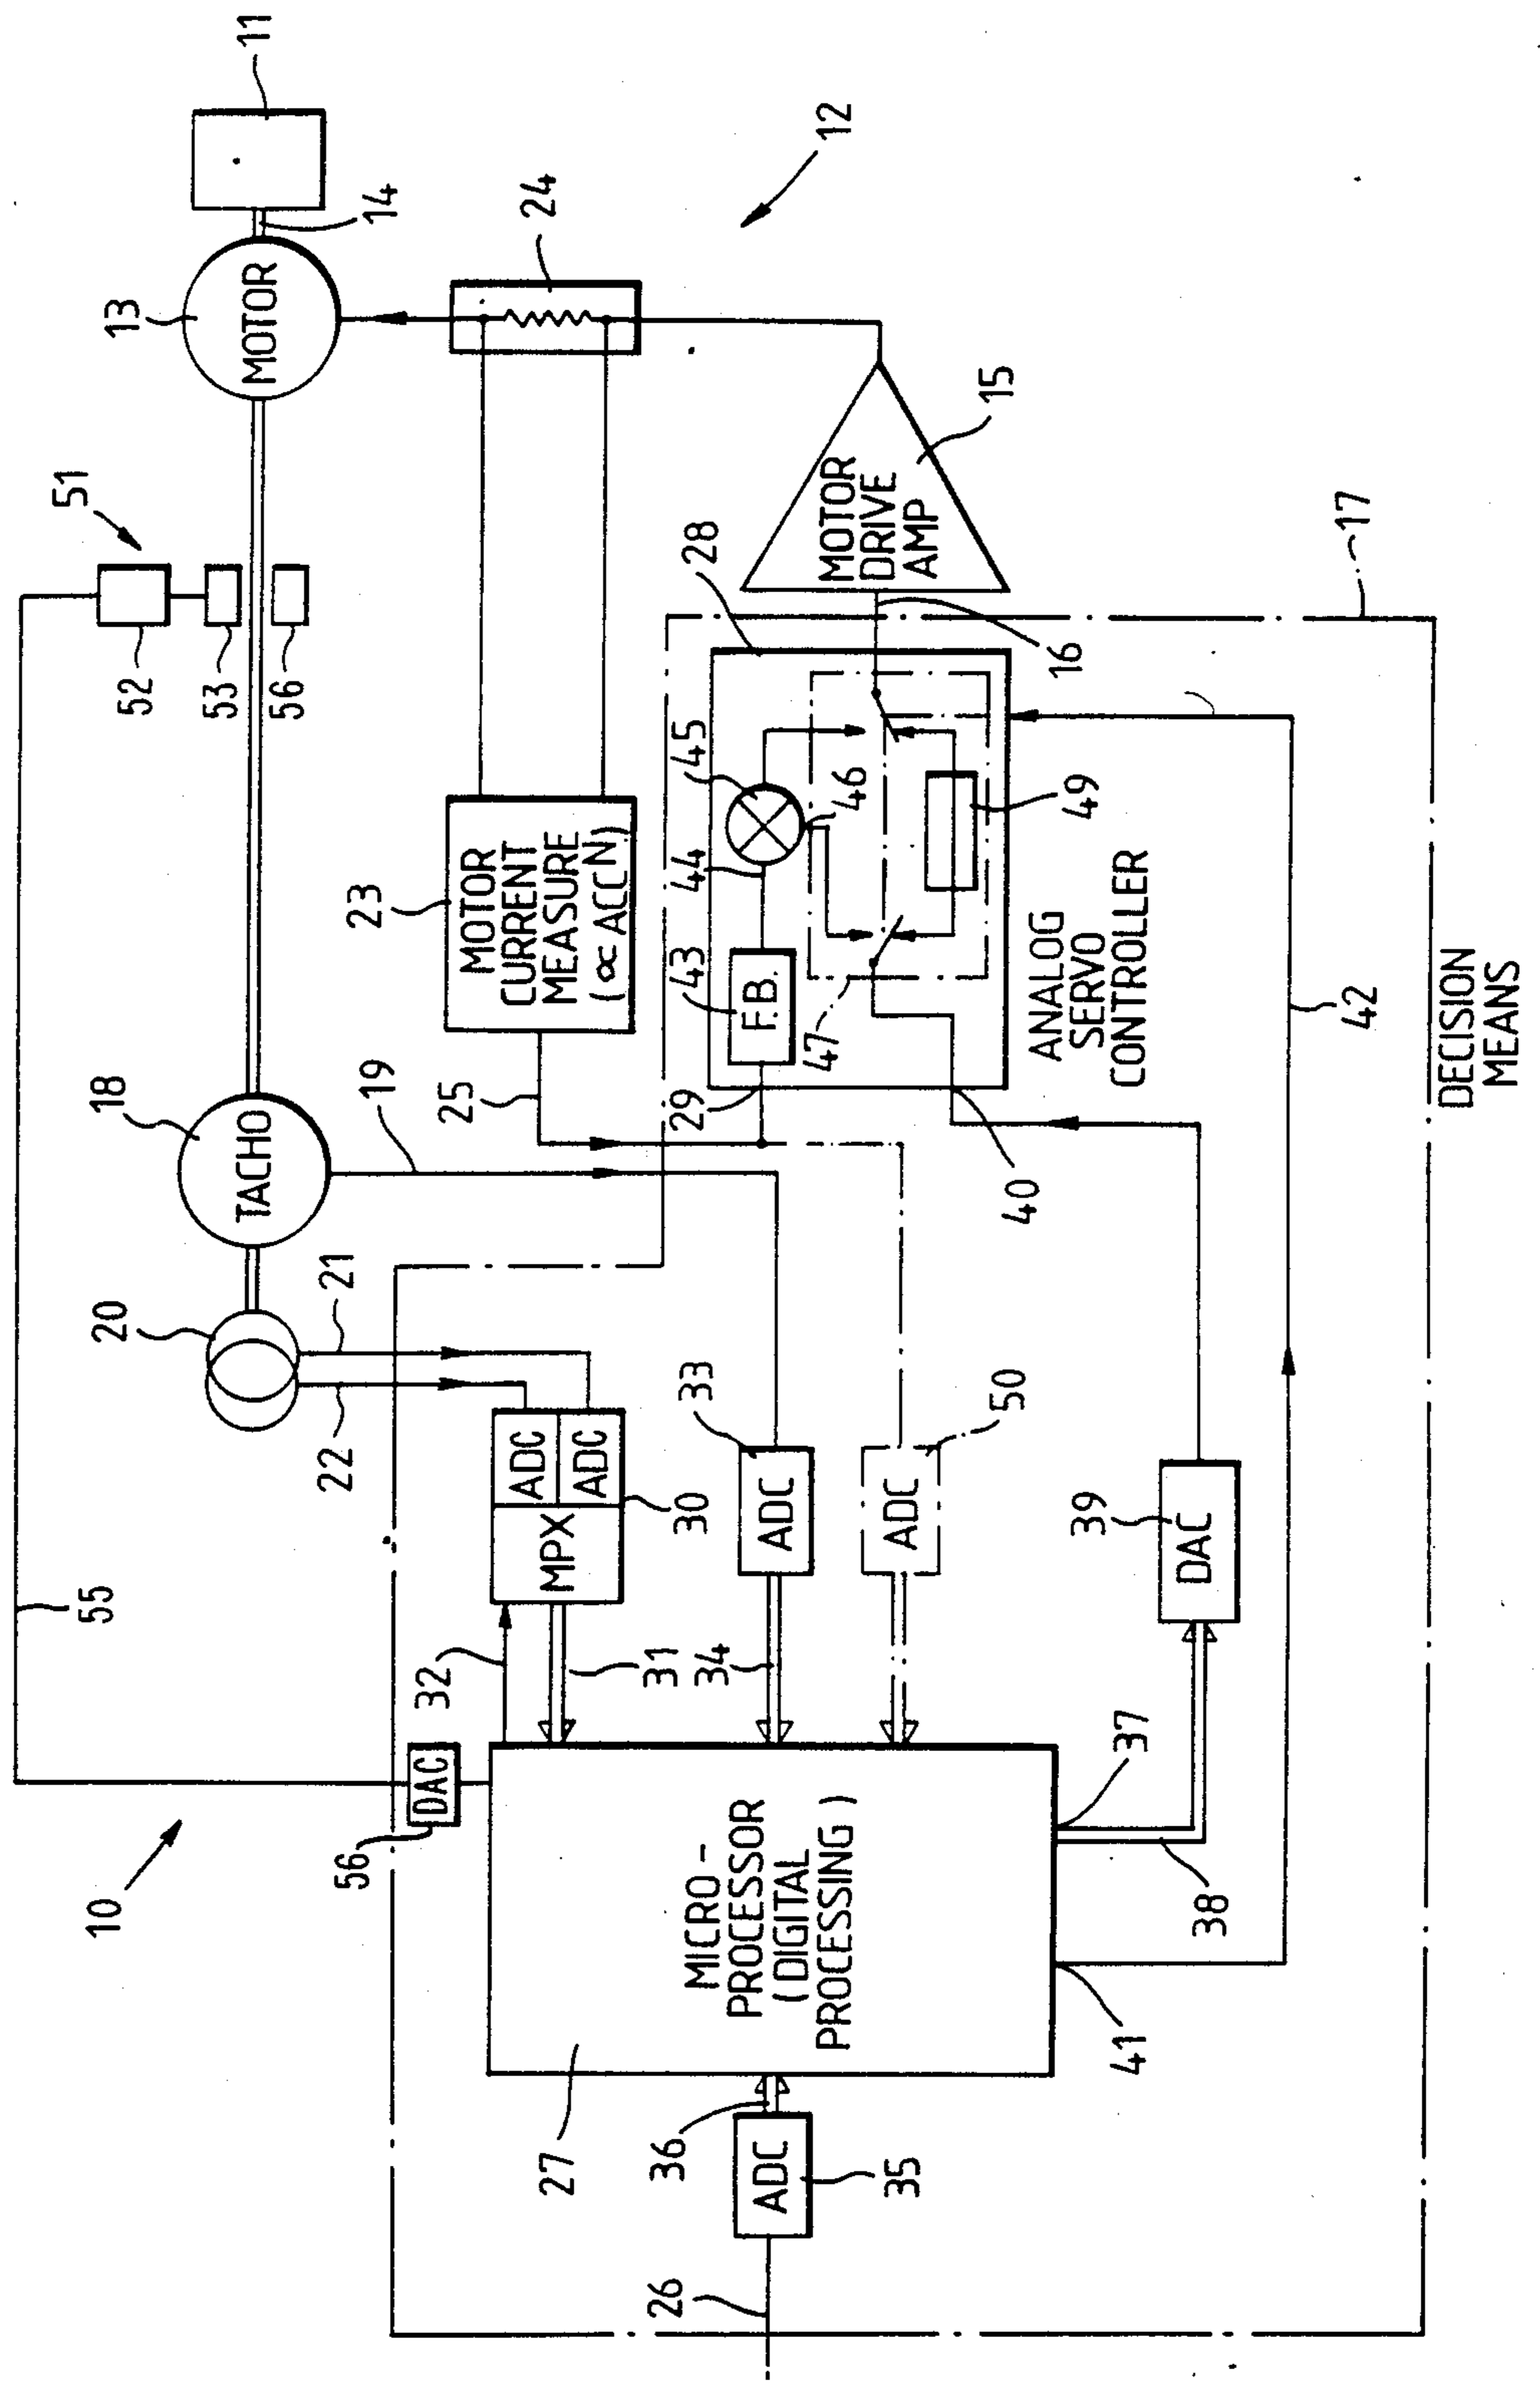 10
55
51
52
53
56
20
18
TACHO
13
MOTOR
14
11
22
21
19
23
MOTOR
CURRENT
MEASURE
(∝ ACCN)
24
12
25
56
DAC
32
31
MPX
ADC
ADC
30
34
33
ADC
50
ADC
27
MICRO-
PROCESSOR
(DIGITAL
PROCESSING)
26
35
ADC
36
41
37
38
39
DAC
40
29
43
F.B.
44
45
46
47
49
28
ANALOG
SERVO
CONTROLLER
16
MOTOR
DRIVE
AMP
15
17
42
DECISION
MEANS